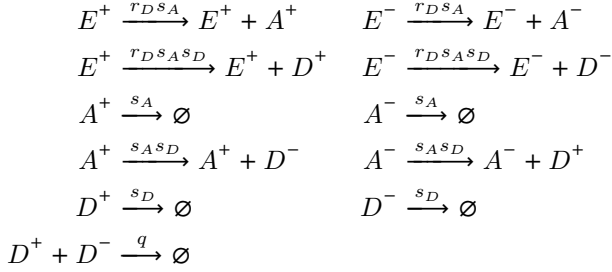 E⁺ —r_D s_A→ E⁺ + A⁺    E⁻ —r_D s_A→ E⁻ + A⁻
E⁺ —r_D s_A s_D→ E⁺ + D⁺    E⁻ —r_D s_A s_D→ E⁻ + D⁻
A⁺ —s_A→ ∅    A⁻ —s_A→ ∅
A⁺ —s_A s_D→ A⁺ + D⁻    A⁻ —s_A s_D→ A⁻ + D⁺
D⁺ —s_D→ ∅    D⁻ —s_D→ ∅
D⁺ + D⁻ —q→ ∅